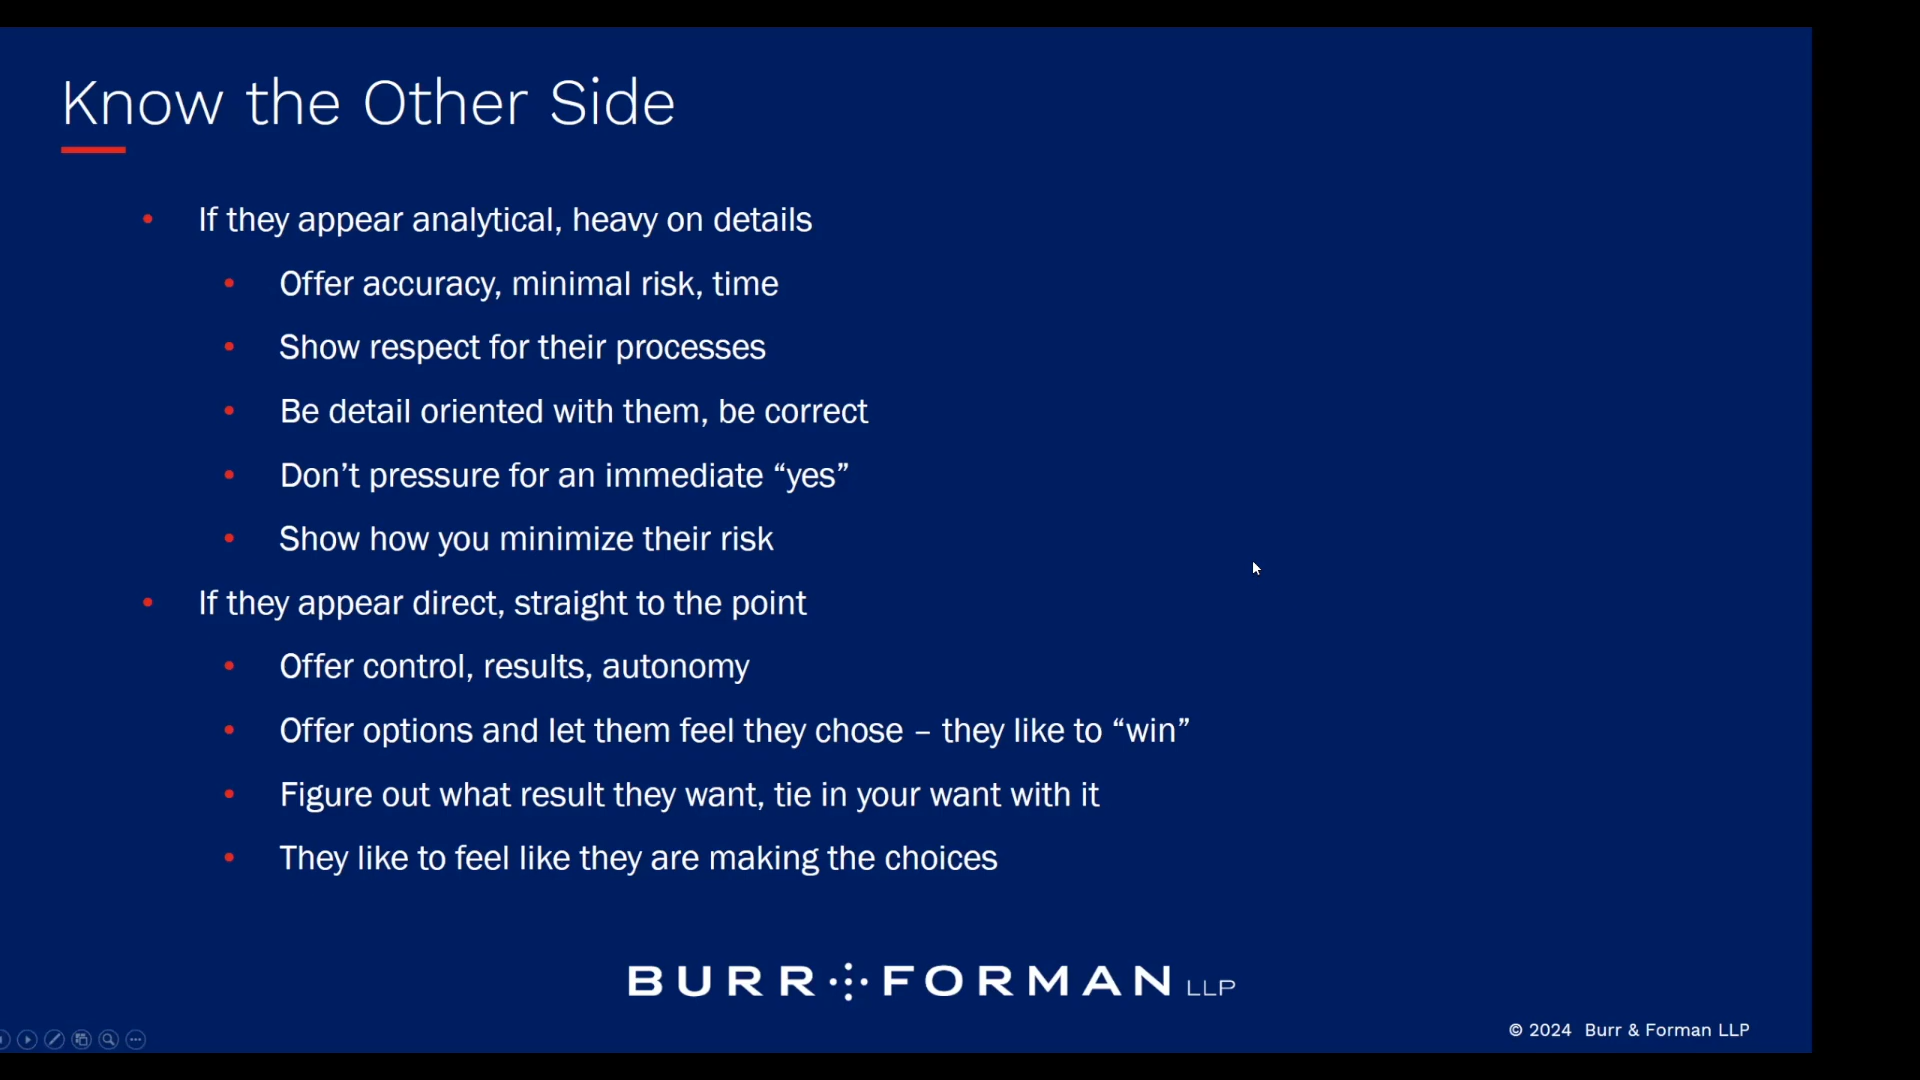 Know the Other Side
• If they appear analytical, heavy on details
• Offer accuracy, minimal risk, time
• Show respect for their processes
• Be detail oriented with them, be correct
• Don’t pressure for an immediate “yes”
• Show how you minimize their risk
• If they appear direct, straight to the point
• Offer control, results, autonomy
• Offer options and let them feel they chose – they like to “win”
• Figure out what result they want, tie in your want with it
• They like to feel like they are making the choices
BURR FORMAN LLP
© 2024 Burr & Forman LLP